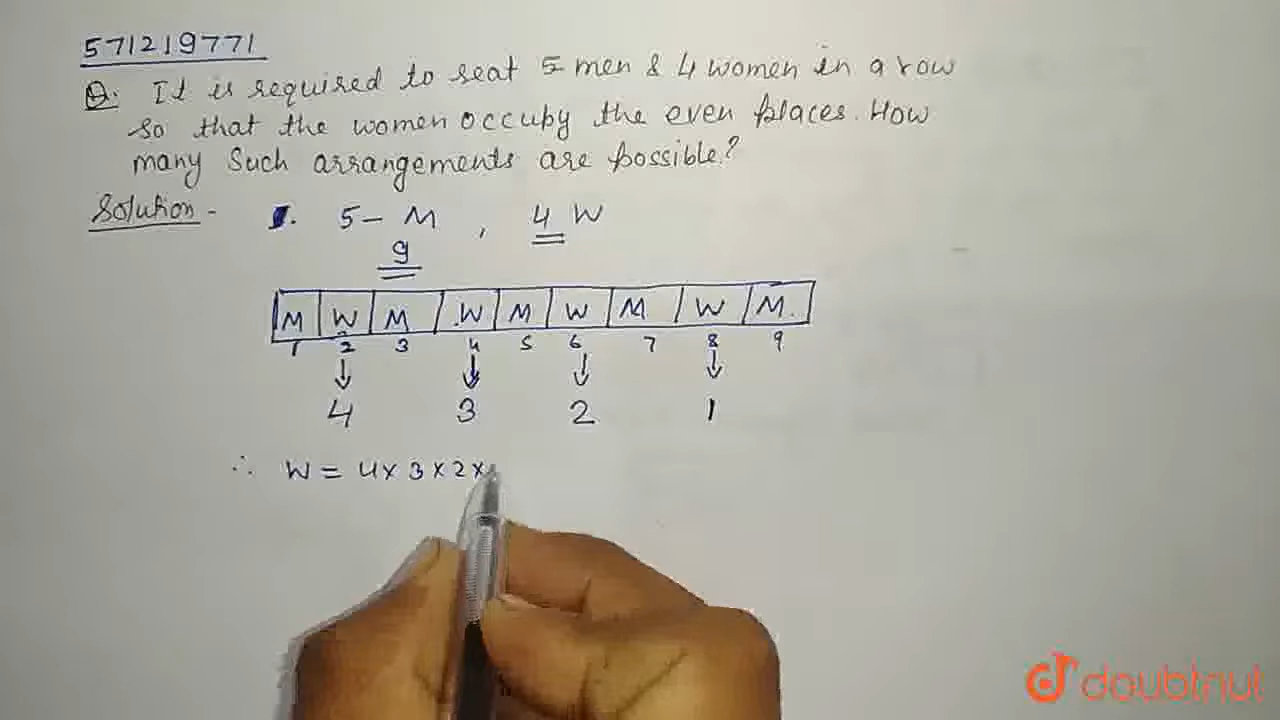 571219771
Q. It is required to seat 5 men & 4 women in a row
so that the women occupy the even places. How
many such arrangements are possible?
Solution - 5 - M , 4 W
9
M W M W M W M W M
1 2 3 4 5 6 7 8 9
↓ ↓ ↓ ↓
4 3 2 1
∴ W = 4 × 3 × 2 ×
doubtnut